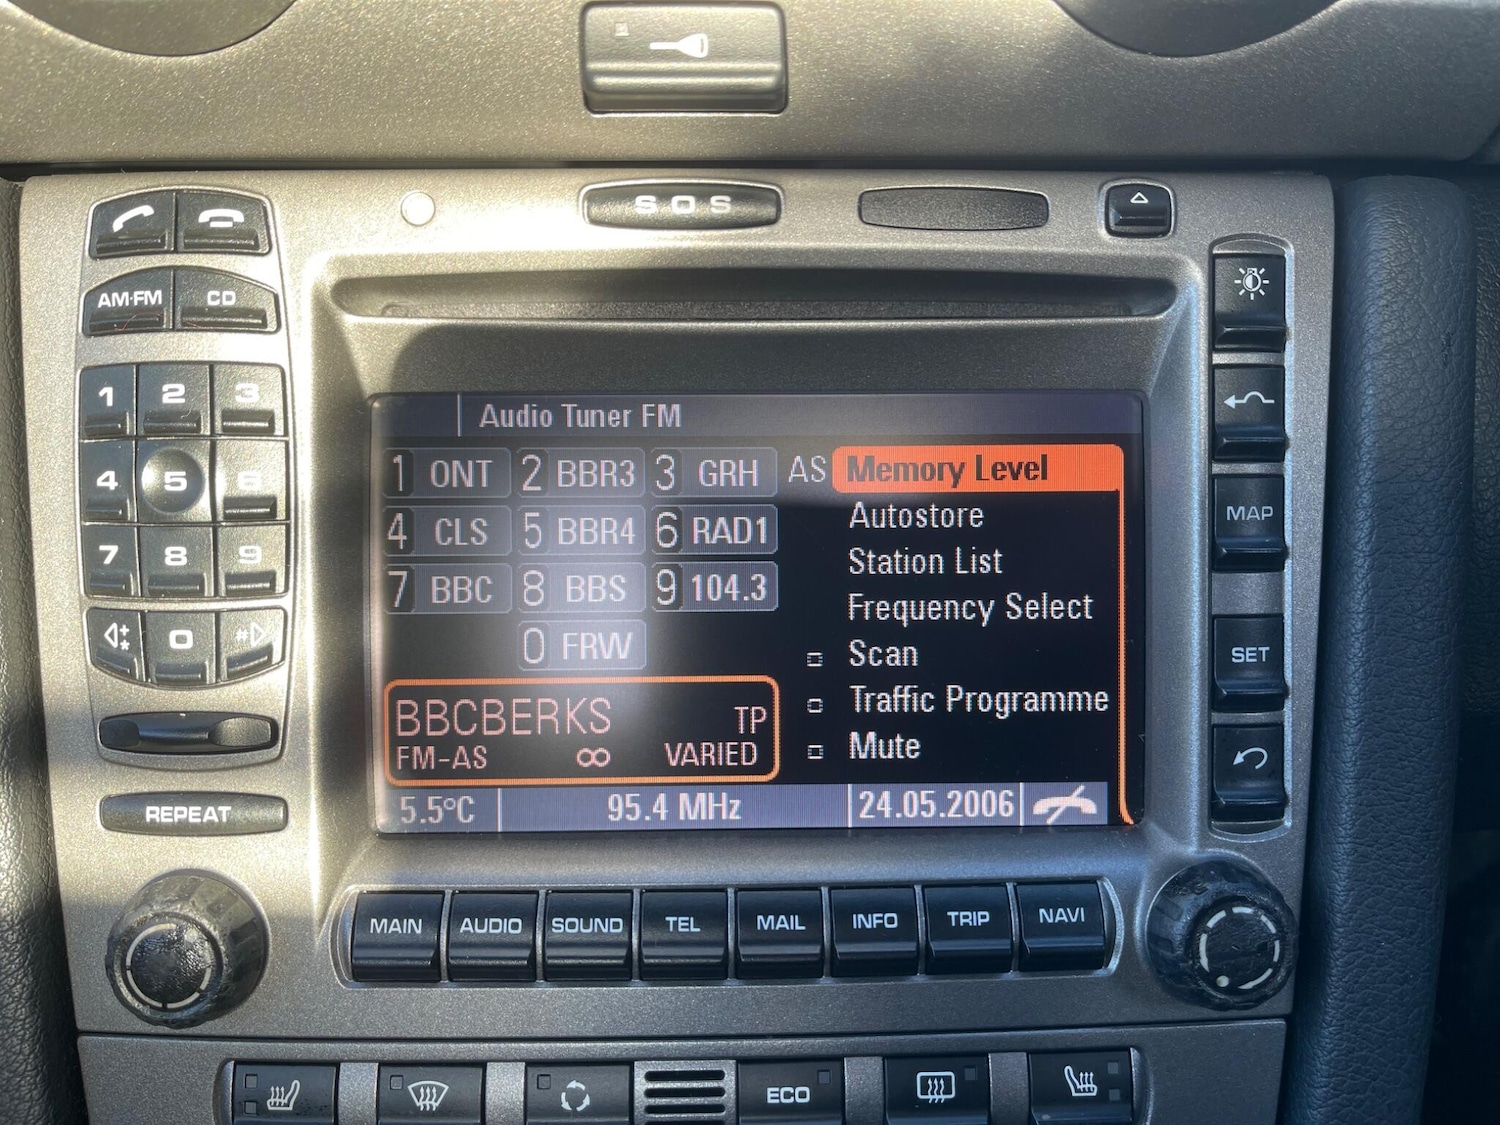 SOS
AM·FM CD
1 2 3
4 5 6
7 8 9
* 0 #
REPEAT
Audio Tuner FM
1 ONT 2 BBR3 3 GRH AS
4 CLS 5 BBR4 6 RAD1
7 BBC 8 BBS 9 104.3
0 FRW
Memory Level
Autostore
Station List
Frequency Select
Scan
Traffic Programme
Mute
BBCBERKS TP
FM-AS ∞ VARIED
5.5°C 95.4 MHz 24.05.2006
MAP
SET
MAIN AUDIO SOUND TEL MAIL INFO TRIP NAVI
ECO